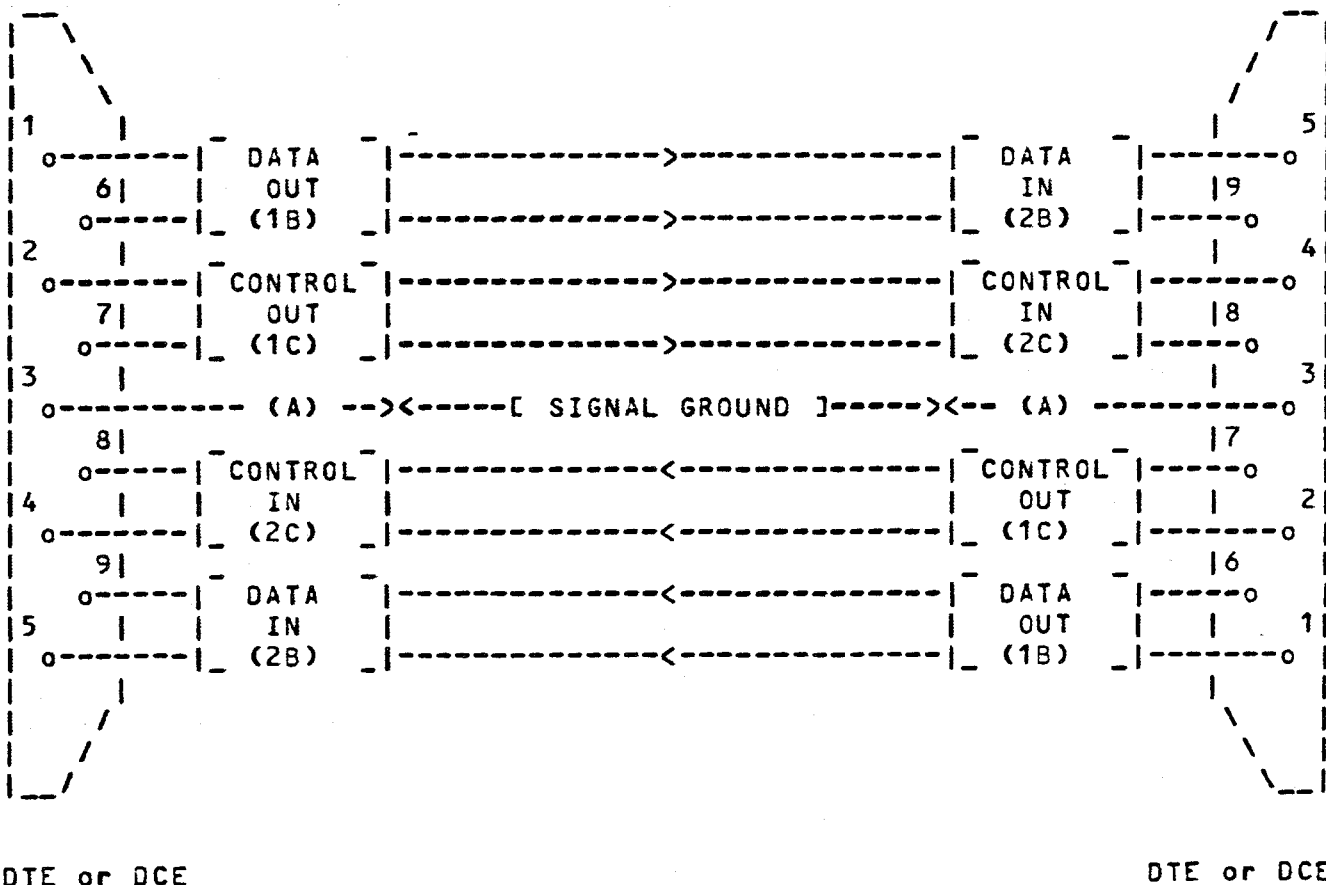 1 5
DATA DATA
6 OUT IN 9
(1B) (2B)
2 4
CONTROL CONTROL
7 OUT IN 8
(1C) (2C)
3 3
(A) [ SIGNAL GROUND ] (A)
8 7
CONTROL CONTROL
4 IN OUT 2
(2C) (1C)
9 6
DATA DATA
5 IN OUT 1
(2B) (1B)
DTE or DCE DTE or DCE